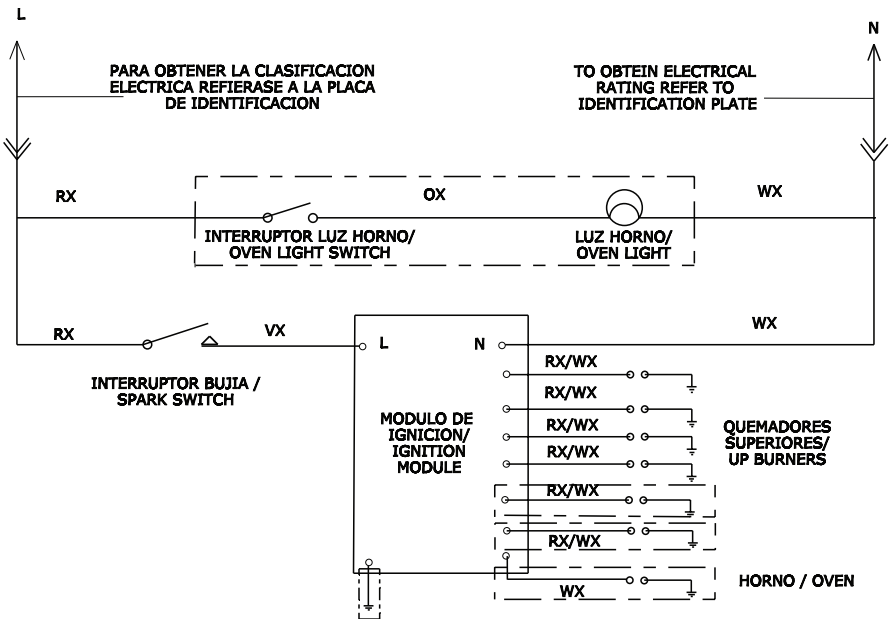 L
N
PARA OBTENER LA CLASIFICACION
ELECTRICA REFIERASE A LA PLACA
DE IDENTIFICACION
TO OBTEIN ELECTRICAL
RATING REFER TO
IDENTIFICATION PLATE
RX
OX
WX
INTERRUPTOR LUZ HORNO/
OVEN LIGHT SWITCH
LUZ HORNO/
OVEN LIGHT
RX
VX
L
N
WX
INTERRUPTOR BUJIA /
SPARK SWITCH
MODULO DE
IGNICION/
IGNITION
MODULE
RX/WX
RX/WX
RX/WX
RX/WX
RX/WX
RX/WX
WX
QUEMADORES
SUPERIORES/
UP BURNERS
HORNO / OVEN